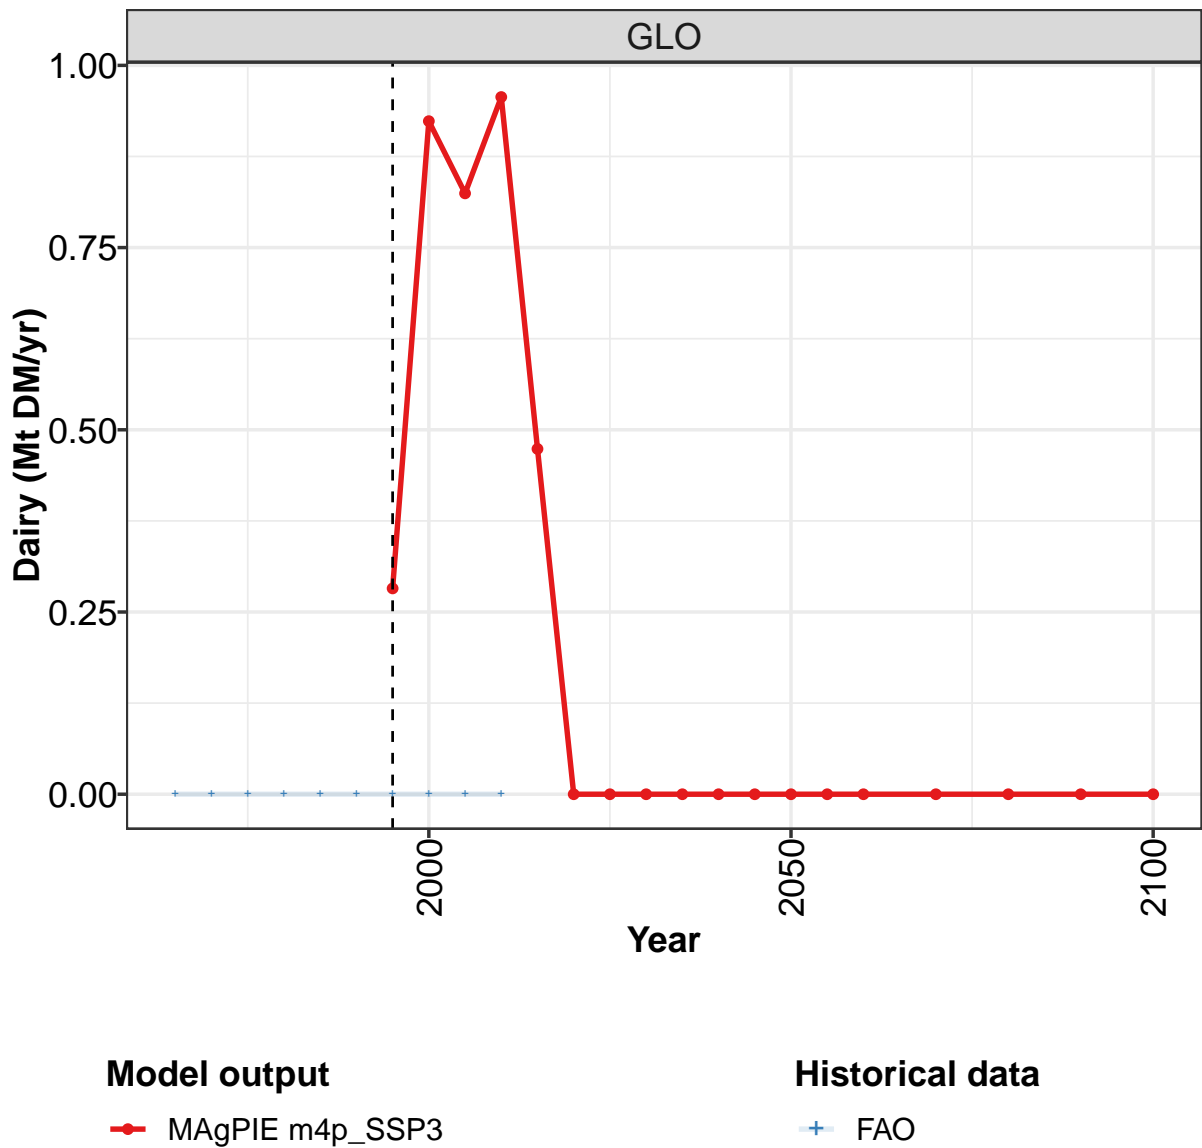 GLO
1.00
0.75
0.50
0.25
0.00
Dairy (Mt DM/yr)
2000
2050
2100
Year
Model output
MAgPIE m4p_SSP3
Historical data
FAO